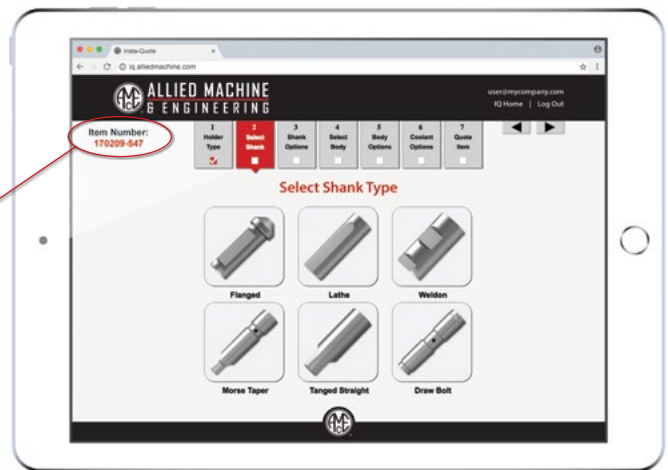 Insta-Quote
iq.alliedmachine.com
AMEC
ALLIED MACHINE
& ENGINEERING
user@mycompany.com
IQ Home | Log Out
Item Number:
170209-547
1
Holder
Type
2
Select
Shank
3
Shank
Options
4
Select
Body
5
Body
Options
6
Coolant
Options
7
Quote
Item
Select Shank Type
Flanged
Lathe
Weldon
Morse Taper
Tanged Straight
Draw Bolt
AMEC